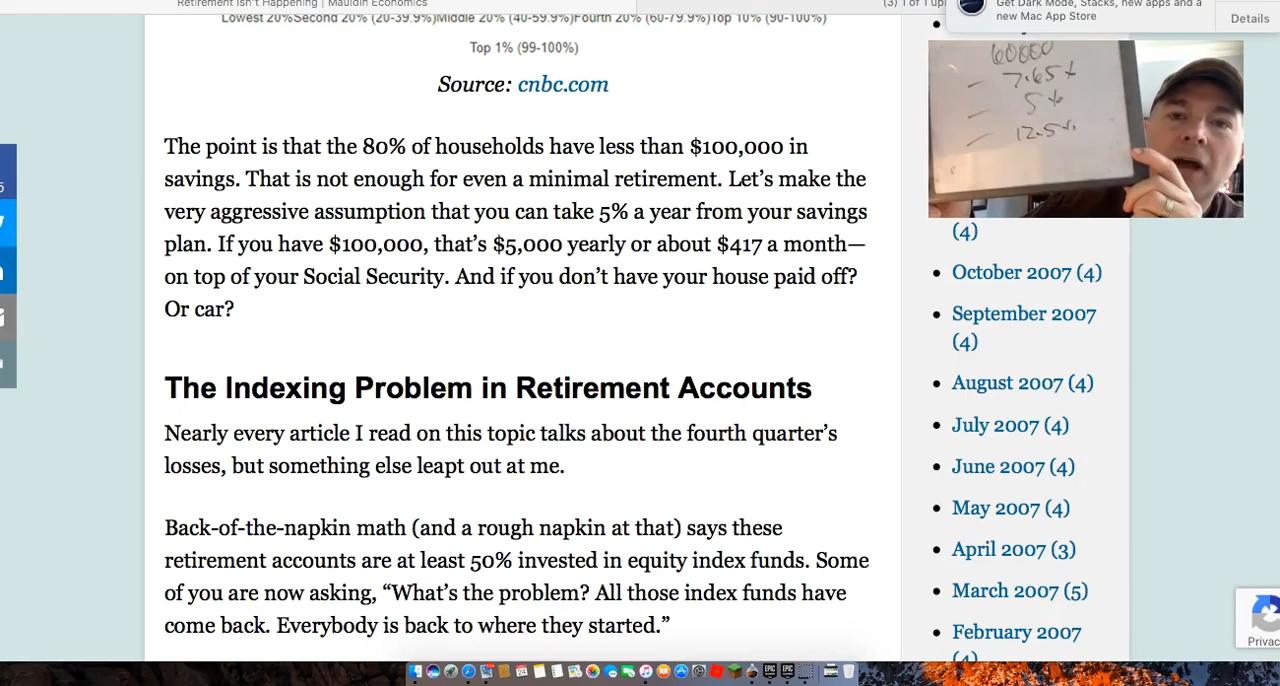 Retirement Isn't Happening | Mauldin Economics
(3) 1 of 1 upl
Get Dark Mode, Stacks, new apps and a
new Mac App Store
Details
Lowest 20%Second 20% (20-39.9%)Middle 20% (40-59.9%)Fourth 20% (60-79.9%)Top 10% (90-100%)
Top 1% (99-100%)
Source: cnbc.com
The point is that the 80% of households have less than $100,000 in
savings. That is not enough for even a minimal retirement. Let’s make the
very aggressive assumption that you can take 5% a year from your savings
plan. If you have $100,000, that’s $5,000 yearly or about $417 a month—
on top of your Social Security. And if you don’t have your house paid off?
Or car?
The Indexing Problem in Retirement Accounts
Nearly every article I read on this topic talks about the fourth quarter’s
losses, but something else leapt out at me.
Back-of-the-napkin math (and a rough napkin at that) says these
retirement accounts are at least 50% invested in equity index funds. Some
of you are now asking, “What’s the problem? All those index funds have
come back. Everybody is back to where they started.”
60000
- 7.65%
- 5%
- 12.5%
(4)
October 2007 (4)
September 2007
(4)
August 2007 (4)
July 2007 (4)
June 2007 (4)
May 2007 (4)
April 2007 (3)
March 2007 (5)
February 2007
(4)
Privac
5